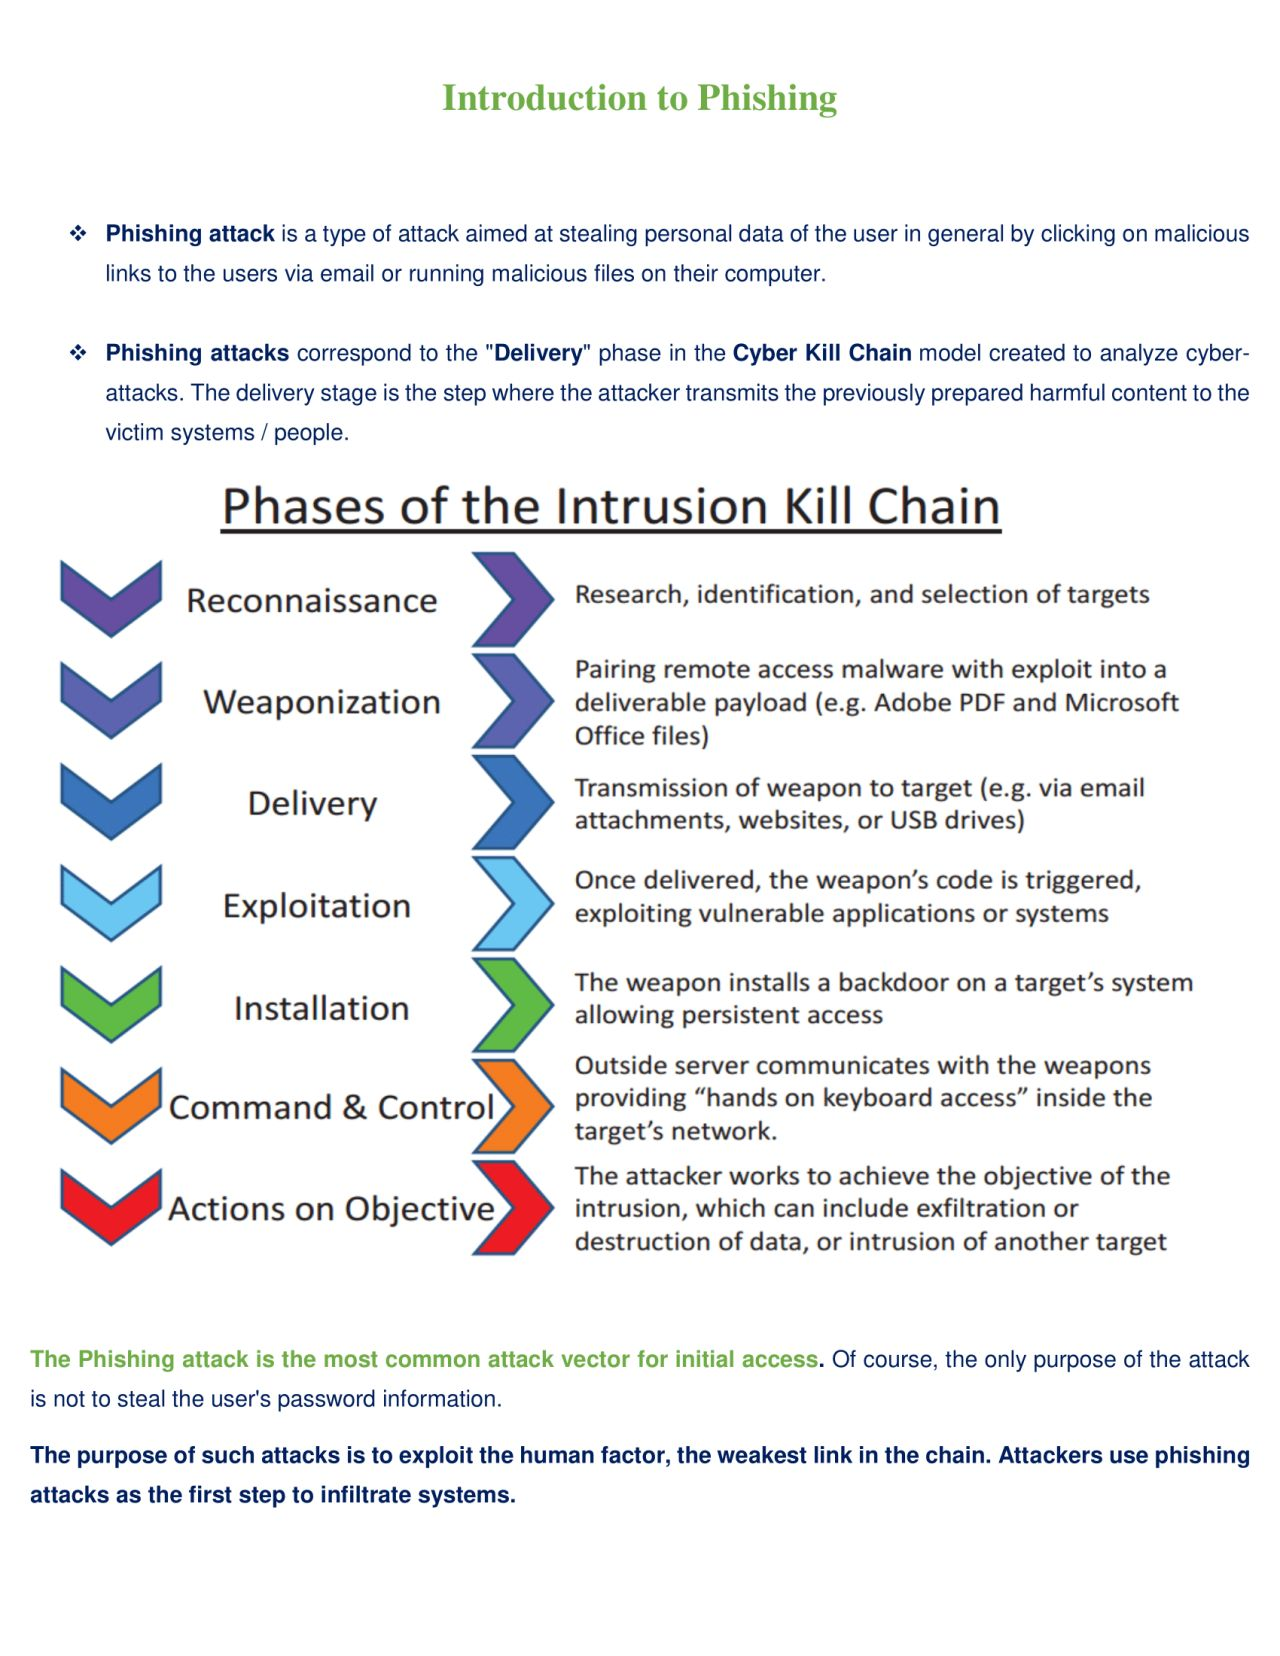 Introduction to Phishing
❖ Phishing attack is a type of attack aimed at stealing personal data of the user in general by clicking on malicious
links to the users via email or running malicious files on their computer.
❖ Phishing attacks correspond to the "Delivery" phase in the Cyber Kill Chain model created to analyze cyber-
attacks. The delivery stage is the step where the attacker transmits the previously prepared harmful content to the
victim systems / people.
Phases of the Intrusion Kill Chain
Reconnaissance
Research, identification, and selection of targets
Weaponization
Pairing remote access malware with exploit into a
deliverable payload (e.g. Adobe PDF and Microsoft
Office files)
Delivery
Transmission of weapon to target (e.g. via email
attachments, websites, or USB drives)
Exploitation
Once delivered, the weapon’s code is triggered,
exploiting vulnerable applications or systems
Installation
The weapon installs a backdoor on a target’s system
allowing persistent access
Command & Control
Outside server communicates with the weapons
providing “hands on keyboard access” inside the
target’s network.
Actions on Objective
The attacker works to achieve the objective of the
intrusion, which can include exfiltration or
destruction of data, or intrusion of another target
The Phishing attack is the most common attack vector for initial access. Of course, the only purpose of the attack
is not to steal the user's password information.
The purpose of such attacks is to exploit the human factor, the weakest link in the chain. Attackers use phishing
attacks as the first step to infiltrate systems.